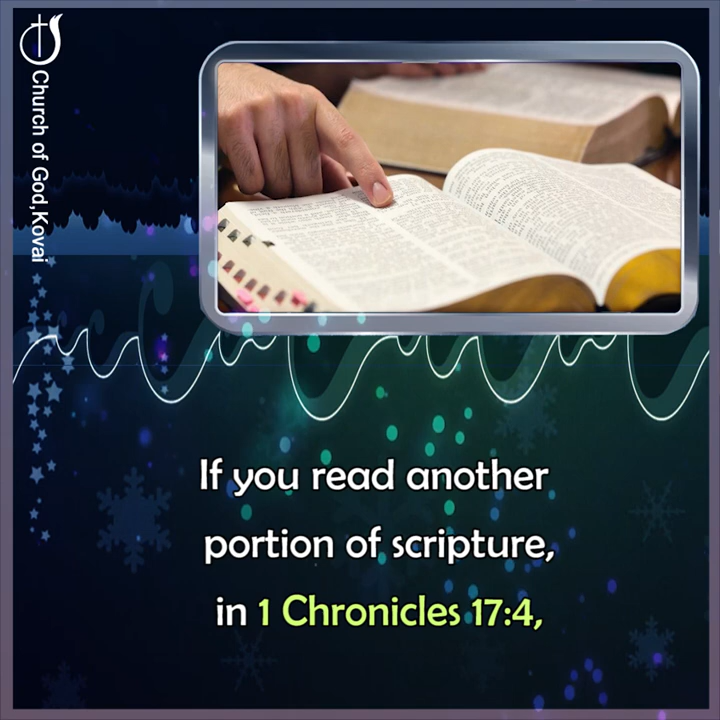 Church of God,Kovai
If you read another
portion of scripture,
in 1 Chronicles 17:4,